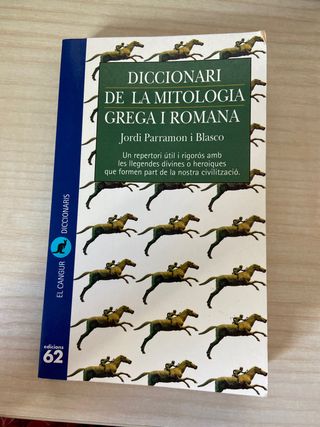 DICCIONARI
DE LA MITOLOGIA
GREGA I ROMANA
Jordi Parramon i Blasco
Un repertori útil i rigorós amb
les llegendes divines o heroiques
que formen part de la nostra civilització.
EL CANGUR
DICCIONARIS
edicions
62